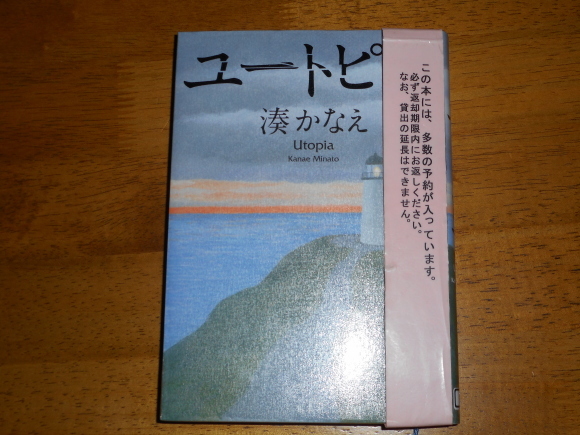 ユートピ
湊かなえ
Utopia
Kanae Minato
この本には、多数の予約が入っています。
必ず返却期限内にお返しください。
なお、貸出の延長はできません。